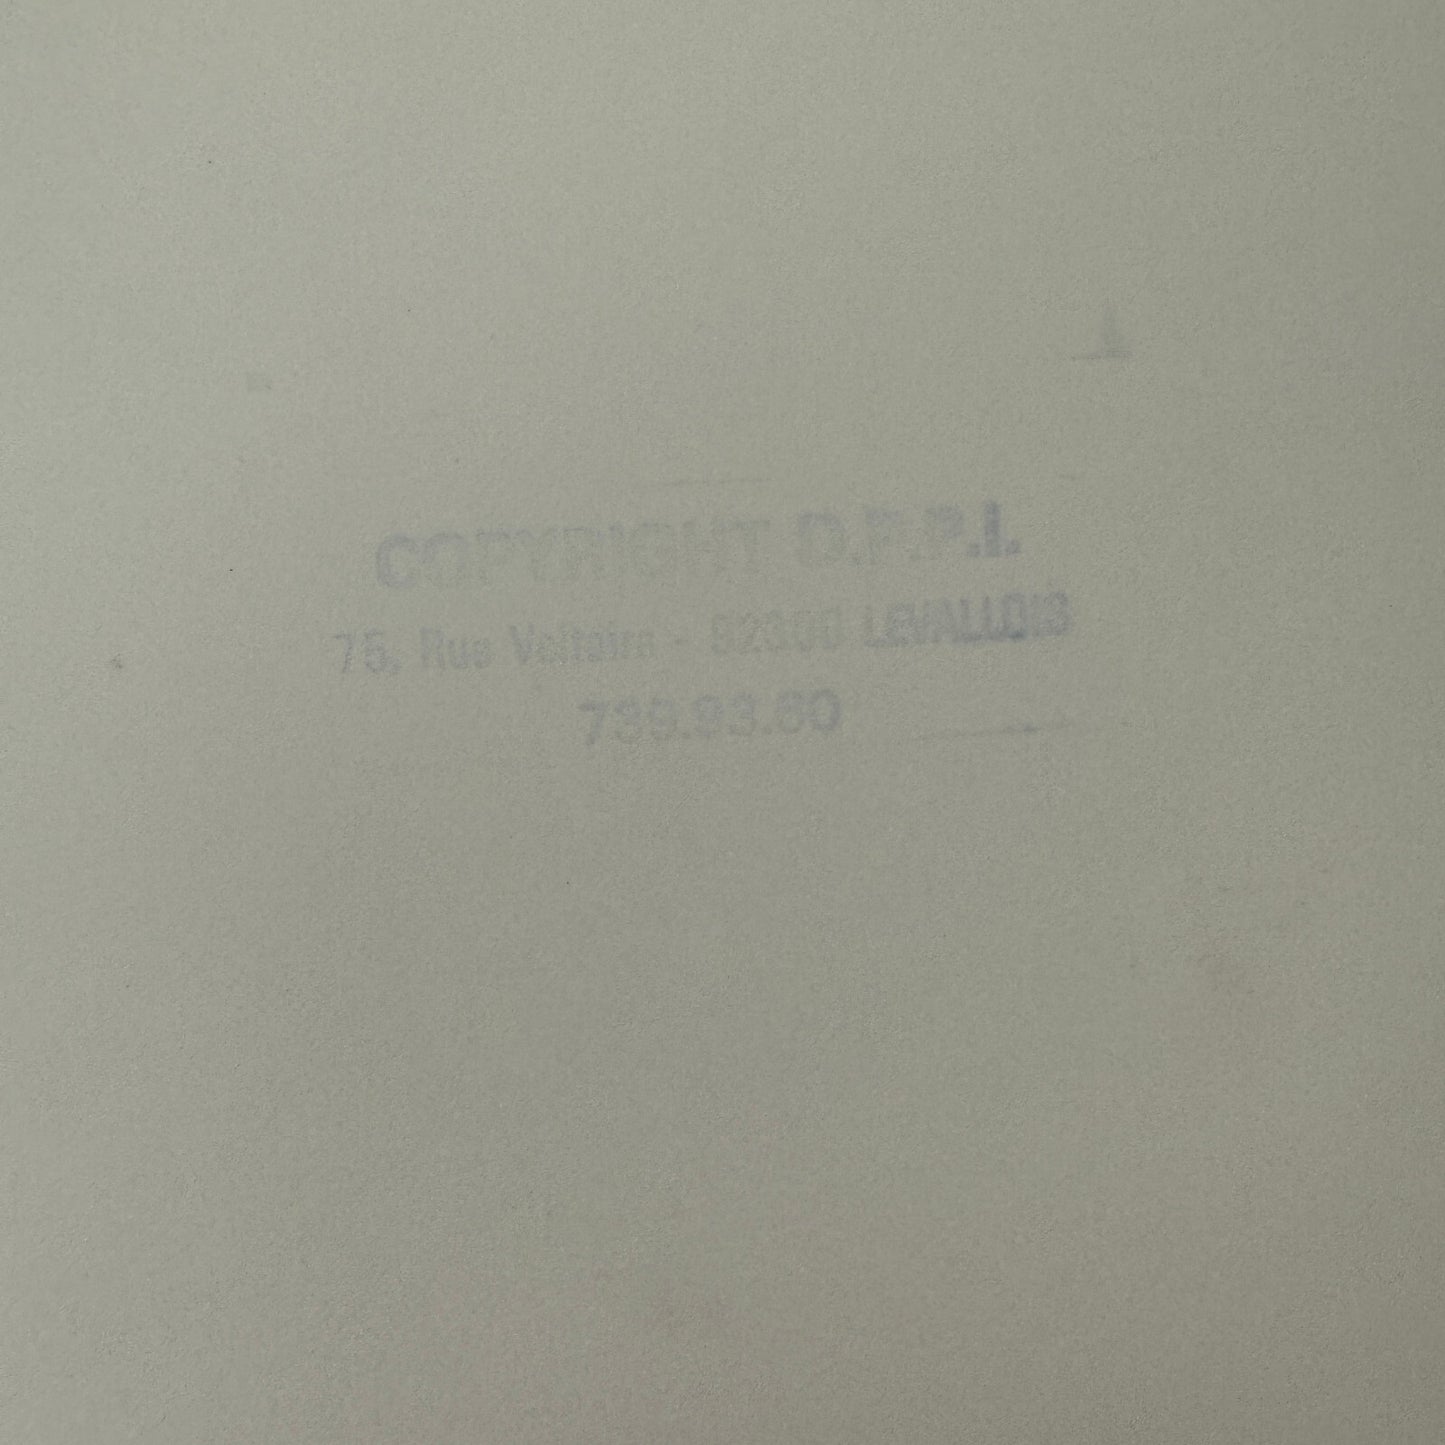 COPYRIGHT D.P.P.I.
75, Rue Voltaire - 92300 LEVALLOIS
739.93.60